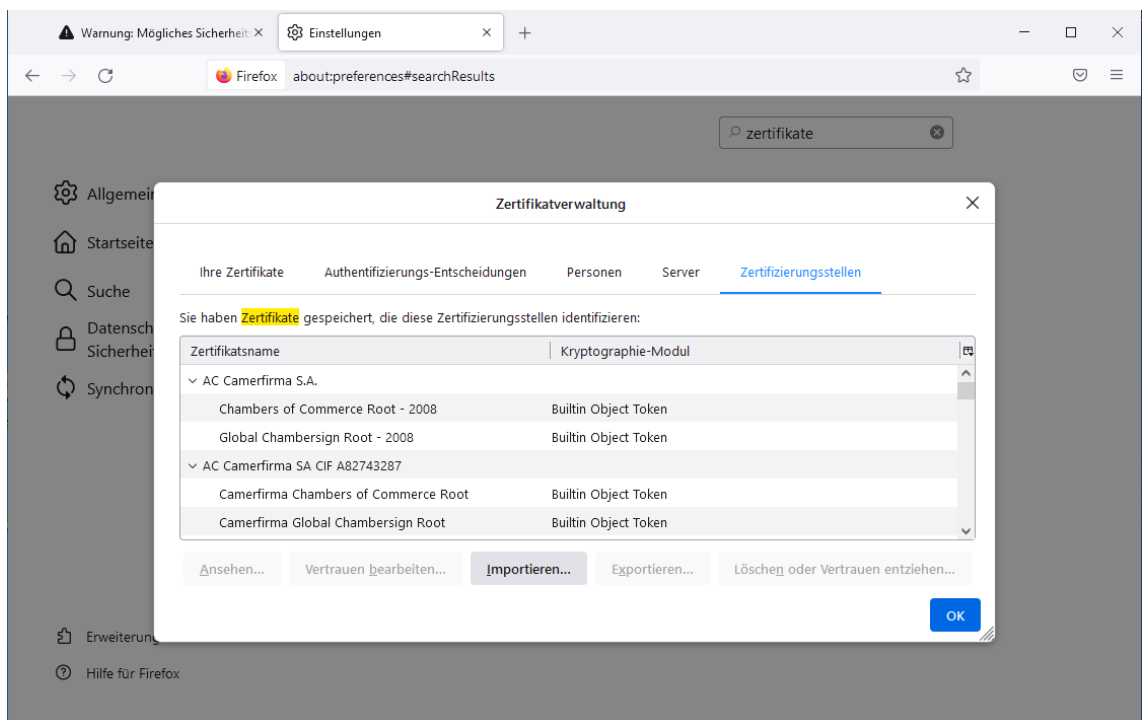 Warnung: Mögliches Sicherheits
Einstellungen
Firefox about:preferences#searchResults
zertifikate
Allgemein
Startseite
Suche
Datensch
Sicherhei
Synchron
Erweiterung
Hilfe für Firefox
Zertifikatverwaltung
Ihre Zertifikate Authentifizierungs-Entscheidungen Personen Server Zertifizierungsstellen
Sie haben Zertifikate gespeichert, die diese Zertifizierungsstellen identifizieren:
Zertifikatsname Kryptographie-Modul
AC Camerfirma S.A.
Chambers of Commerce Root - 2008 Builtin Object Token
Global Chambersign Root - 2008 Builtin Object Token
AC Camerfirma SA CIF A82743287
Camerfirma Chambers of Commerce Root Builtin Object Token
Camerfirma Global Chambersign Root Builtin Object Token
Ansehen... Vertrauen bearbeiten... Importieren... Exportieren... Löschen oder Vertrauen entziehen...
OK